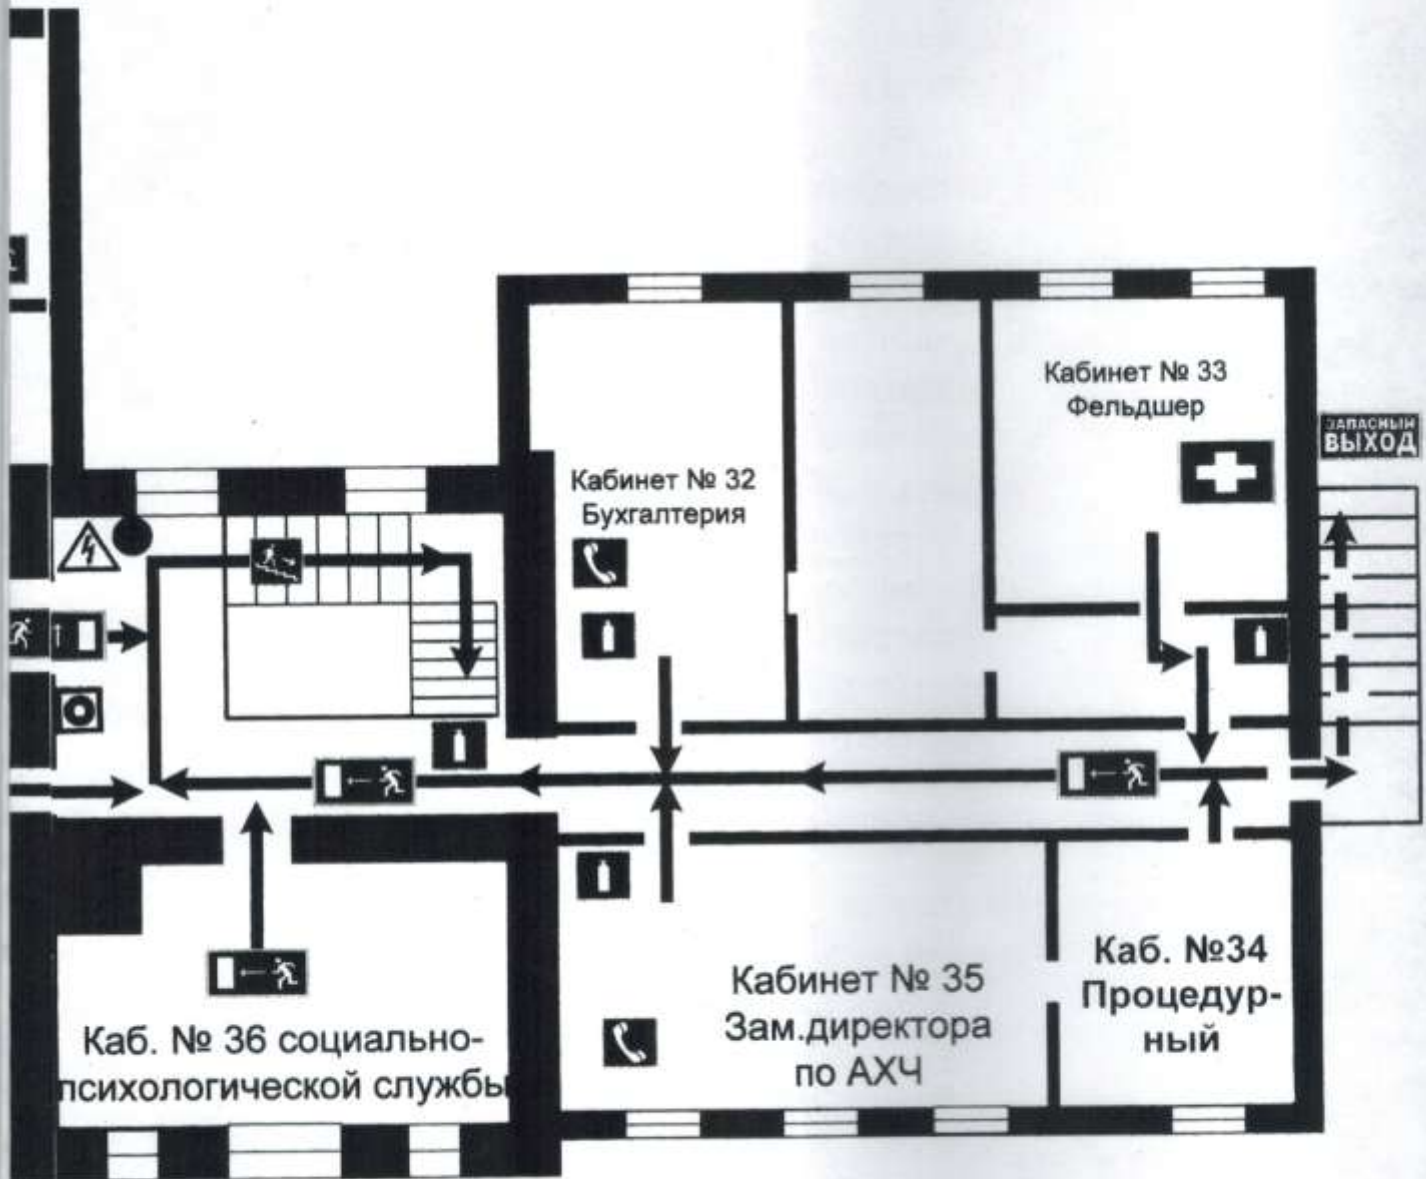 Кабинет № 33
Фельдшер
ЗАПАСНЫЙ
ВЫХОД
Кабинет № 32
Бухгалтерия
Каб. №34
Процедур-
ный
Кабинет № 35
Зам.директора
по АХЧ
Каб. № 36 социально-
психологической службы